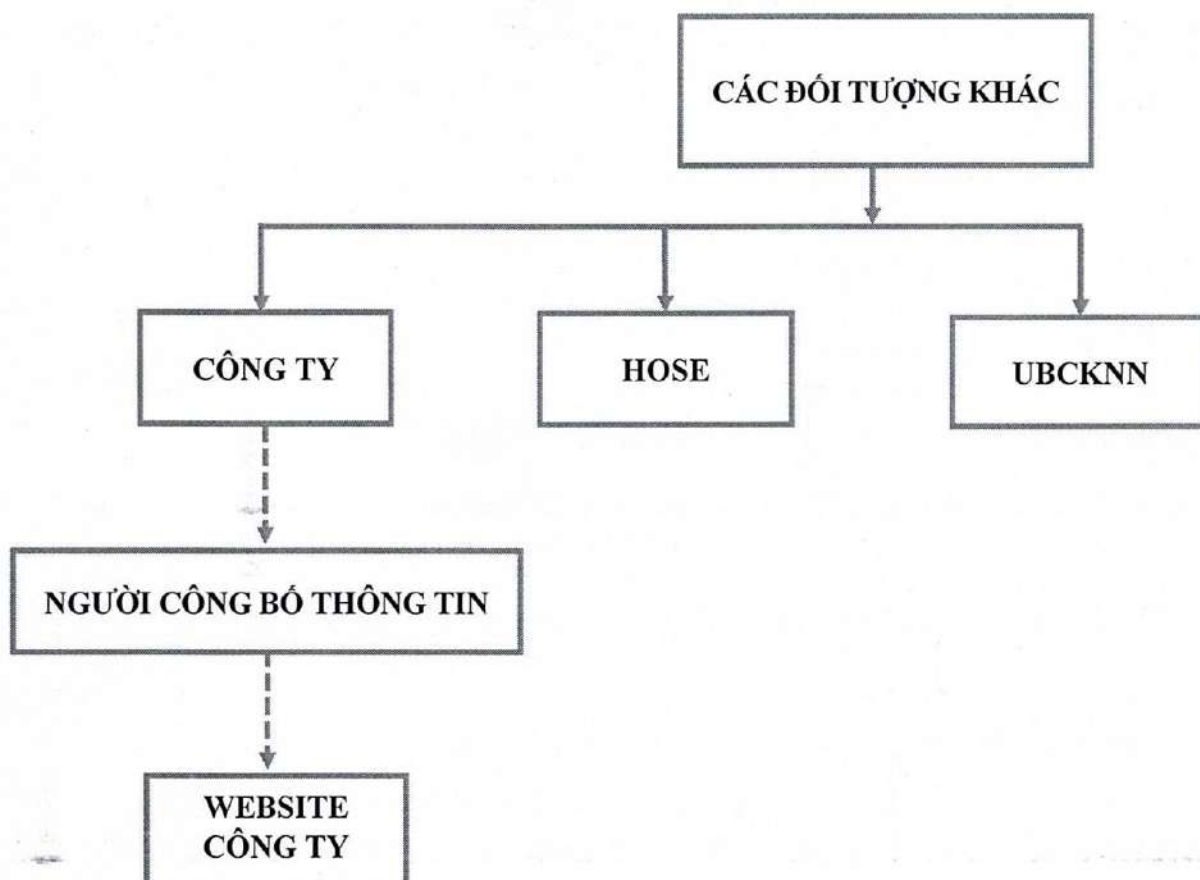 CÁC ĐỐI TƯỢNG KHÁC
CÔNG TY
HOSE
UBCKNN
NGƯỜI CÔNG BỐ THÔNG TIN
WEBSITE
CÔNG TY